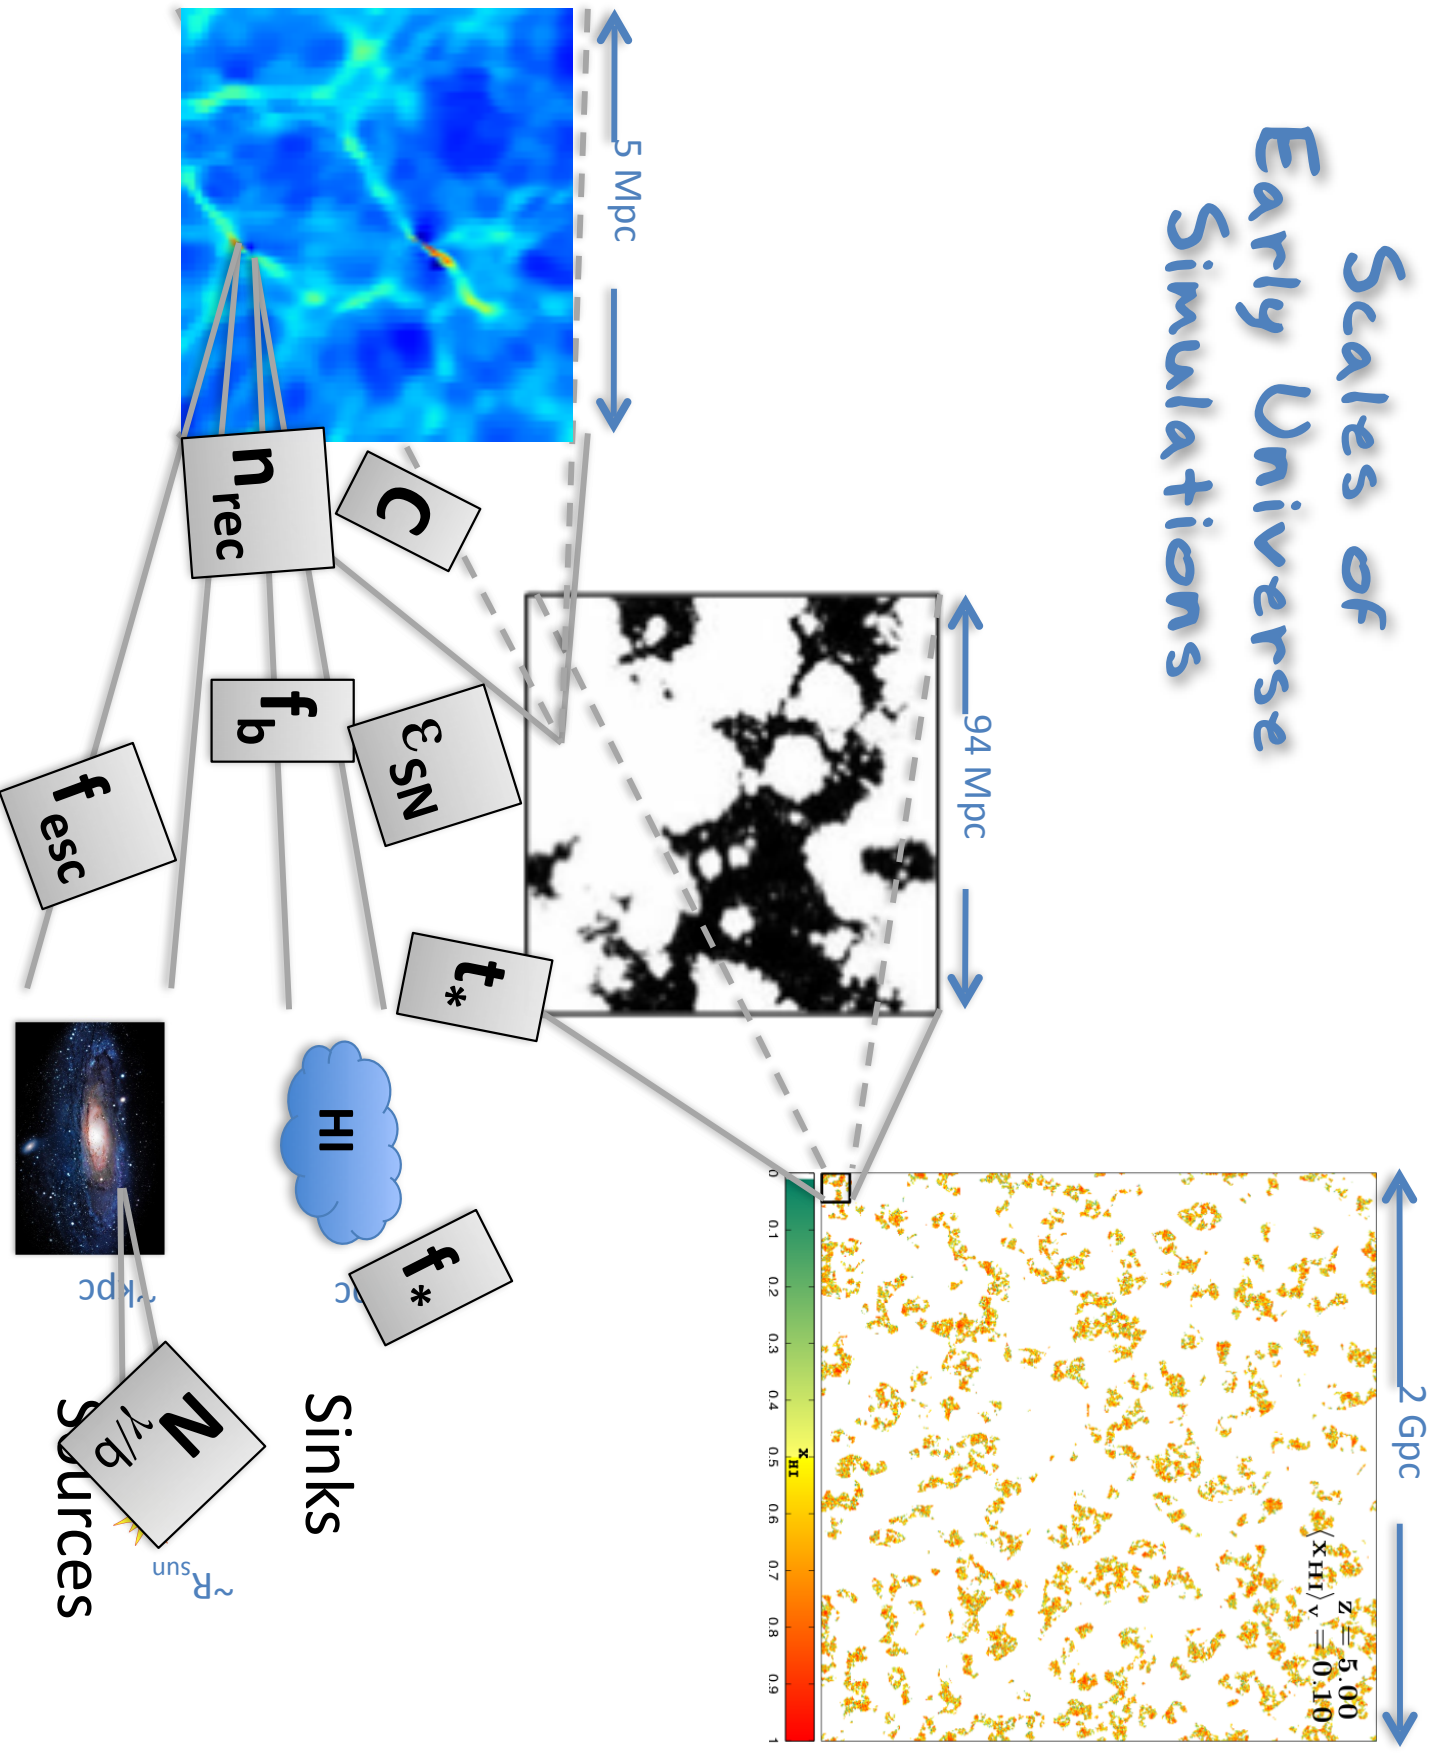 Scales of
Early Universe
Simulations
2 Gpc
z = 5.00
⟨x_HI⟩_v = 0.10
0 0.1 0.2 0.3 0.4 0.5 0.6 0.7 0.8 0.9 1
x_HI
94 Mpc
5 Mpc
C
n_rec
ε_SN
f_b
f_esc
t_*
HI
f_*
~kpc
pc
Sinks
N_γ/b
Sources
~R_sun